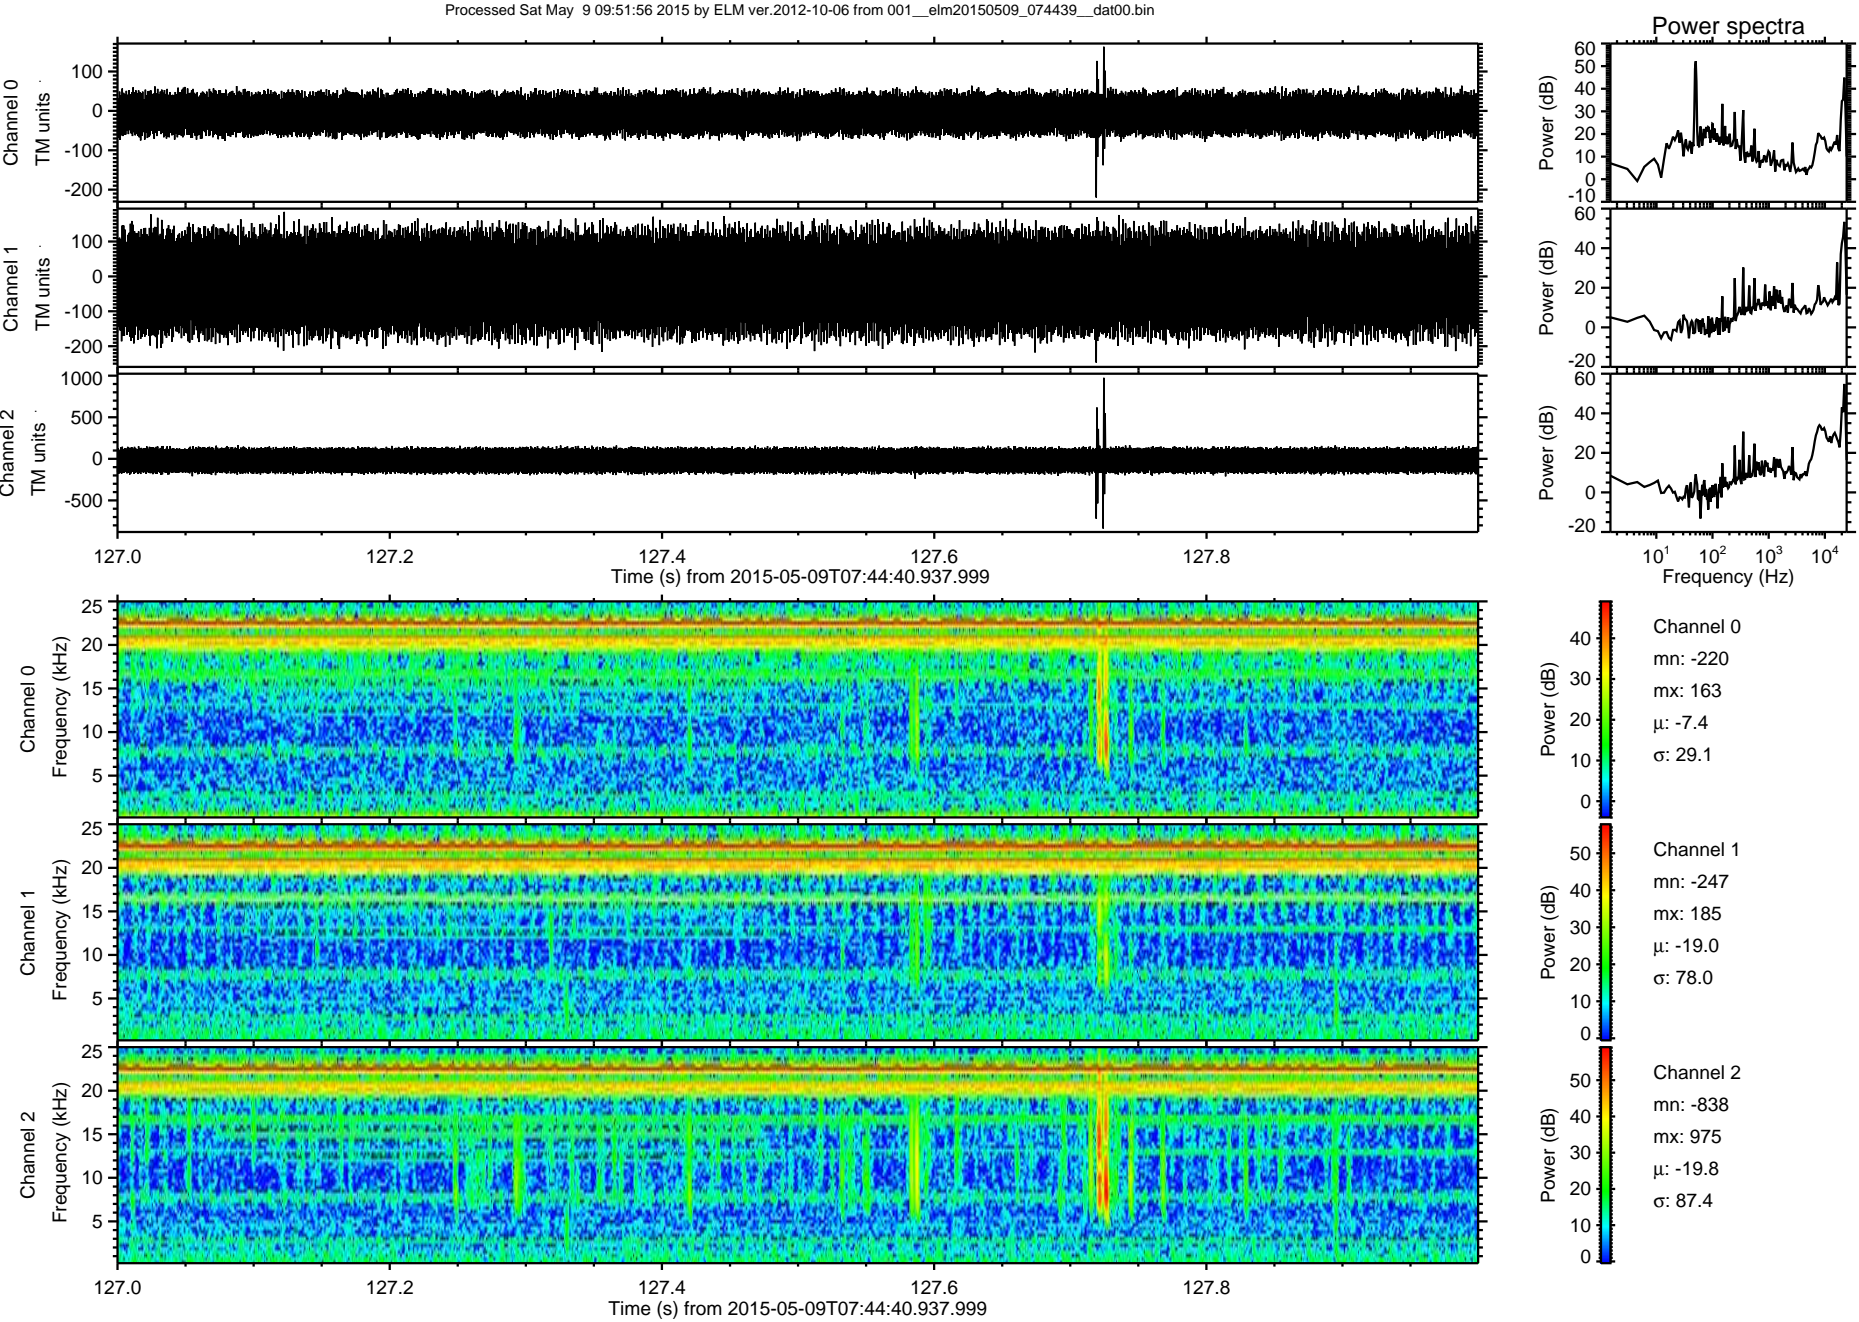 Processed Sat May  9 09:51:56 2015 by ELM ver.2012-10-06 from 001__elm20150509_074439__dat00.bin
Power spectra
Channel 0
TM units
100
0
-100
-200
Power (dB)
60
50
40
30
20
10
0
-10
Channel 1
TM units
100
0
-100
-200
Power (dB)
60
40
20
0
-20
Channel 2
TM units
1000
500
0
-500
Power (dB)
60
40
20
0
-20
127.0 127.2 127.4 127.6 127.8
Time (s) from 2015-05-09T07:44:40.937.999
10¹ 10² 10³ 10⁴
Frequency (Hz)
Channel 0
Frequency (kHz)
25
20
15
10
5
Power (dB)
40
30
20
10
0
Channel 0
mn: -220
mx: 163
μ: -7.4
σ: 29.1
Channel 1
Frequency (kHz)
25
20
15
10
5
Power (dB)
50
40
30
20
10
0
Channel 1
mn: -247
mx: 185
μ: -19.0
σ: 78.0
Channel 2
Frequency (kHz)
25
20
15
10
5
Power (dB)
50
40
30
20
10
0
Channel 2
mn: -838
mx: 975
μ: -19.8
σ: 87.4
127.0 127.2 127.4 127.6 127.8
Time (s) from 2015-05-09T07:44:40.937.999